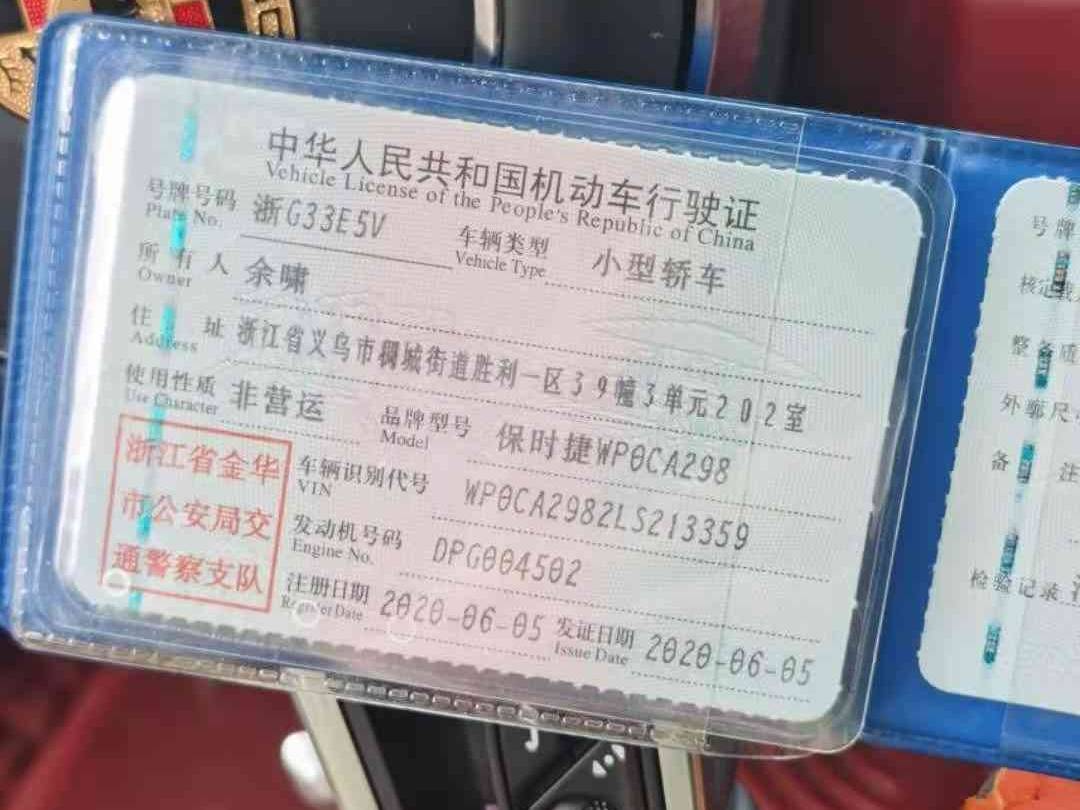 中华人民共和国机动车行驶证
Vehicle License of the People's Republic of China
号牌号码 浙G33E5V 车辆类型 小型轿车
Plate No. Vehicle Type
所有人 余啸
Owner
住址 浙江省义乌市稠城街道胜利一区39幢3单元202室
Address
使用性质 非营运 品牌型号 保时捷WP0CA298
Use Character Model
浙江省金华
市公安局交
通警察支队
车辆识别代号 WP0CA2982LS213359
VIN
发动机号码 DPG004502
Engine No.
注册日期 2020-06-05 发证日期 2020-06-05
Register Date Issue Date
号牌
核定载
整备质
外廓尺
备注
检验记录